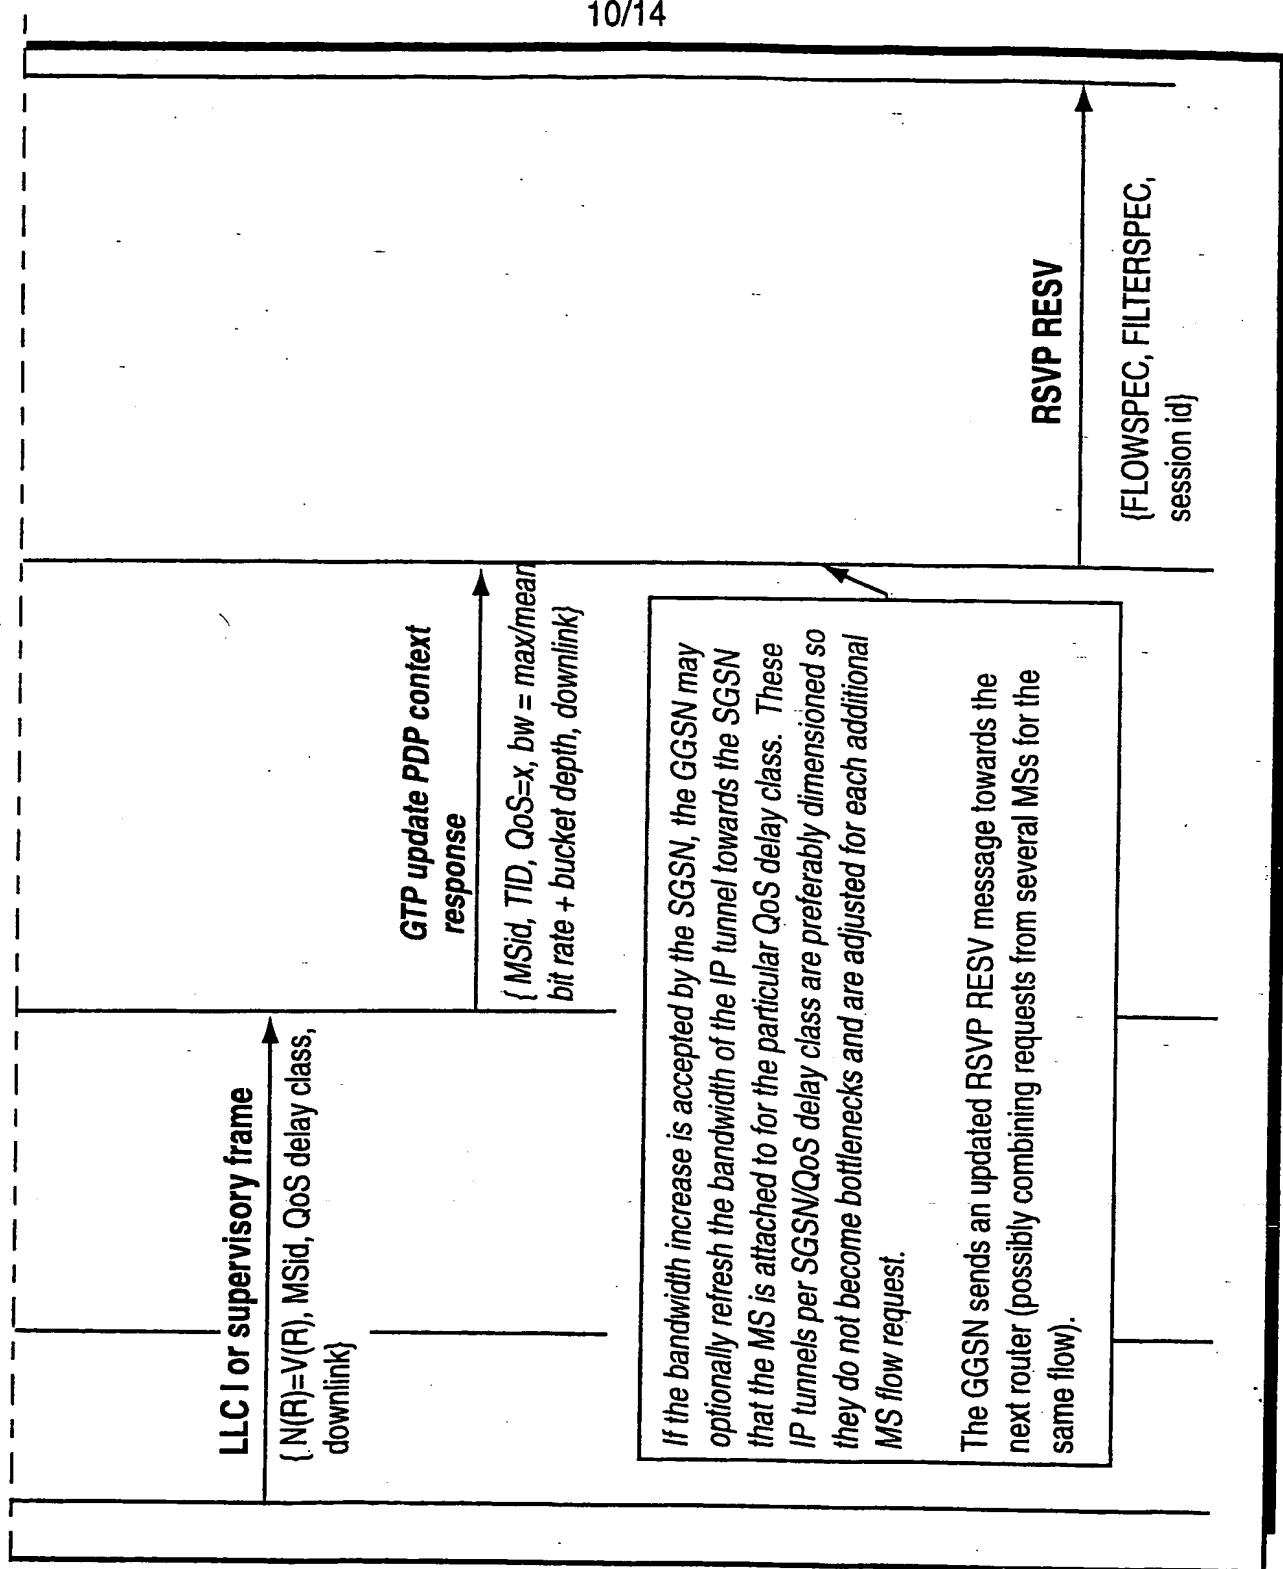 10/14
LLC I or supervisory frame
{ N(R)=V(R), MSid, QoS delay class,
downlink}
GTP update PDP context
response
{ MSid, TID, QoS=x, bw = max/mean
bit rate + bucket depth, downlink}
If the bandwidth increase is accepted by the SGSN, the GGSN may
optionally refresh the bandwidth of the IP tunnel towards the SGSN
that the MS is attached to for the particular QoS delay class. These
IP tunnels per SGSN/QoS delay class are preferably dimensioned so
they do not become bottlenecks and are adjusted for each additional
MS flow request.
The GGSN sends an updated RSVP RESV message towards the
next router (possibly combining requests from several MSs for the
same flow).
RSVP RESV
{FLOWSPEC, FILTERSPEC,
session id}